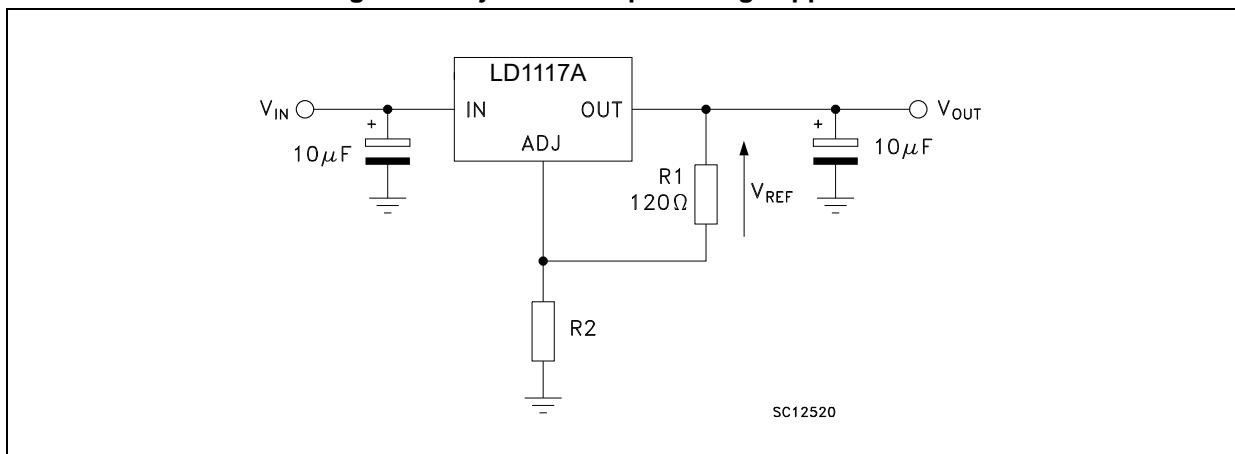 LD1117A
V_IN
IN
OUT
V_OUT
+
10μF
ADJ
+
10μF
R1
120Ω
V_REF
R2
SC12520